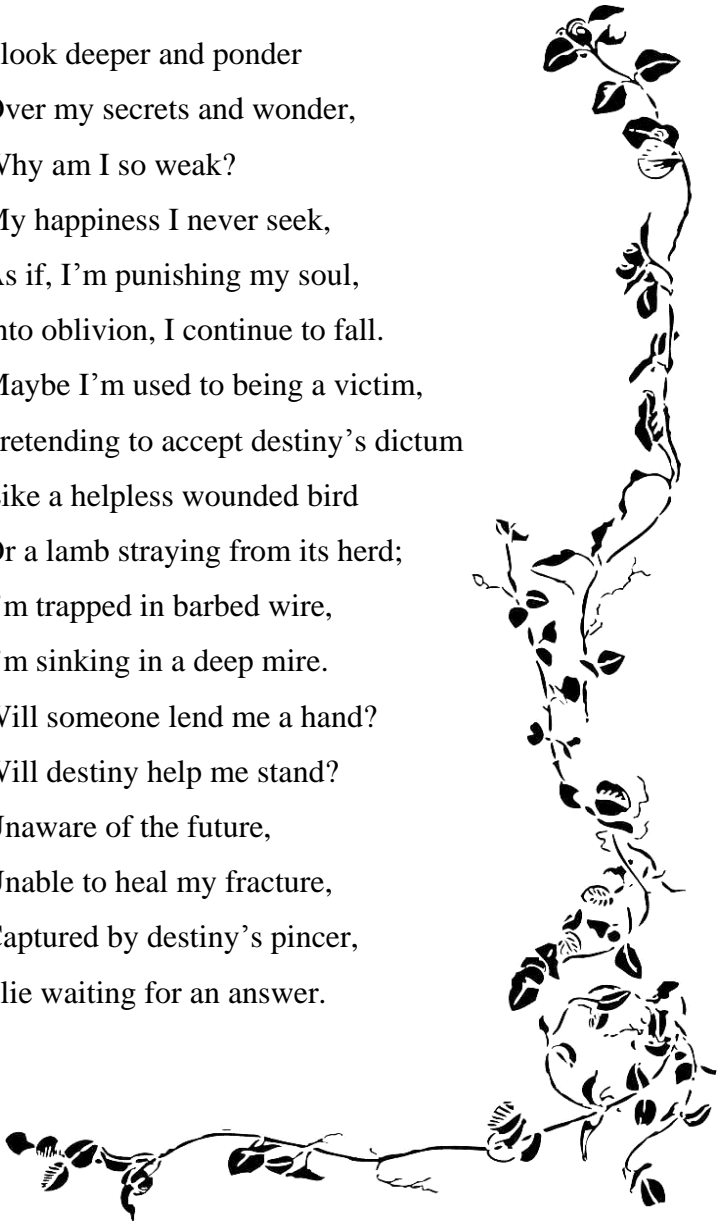 look deeper and ponder
Over my secrets and wonder,
Why am I so weak?
My happiness I never seek,
As if, I’m punishing my soul,
nto oblivion, I continue to fall.
Maybe I’m used to being a victim,
retending to accept destiny’s dictum
Like a helpless wounded bird
Or a lamb straying from its herd;
’m trapped in barbed wire,
’m sinking in a deep mire.
Will someone lend me a hand?
Will destiny help me stand?
Unaware of the future,
Unable to heal my fracture,
Captured by destiny’s pincer,
lie waiting for an answer.